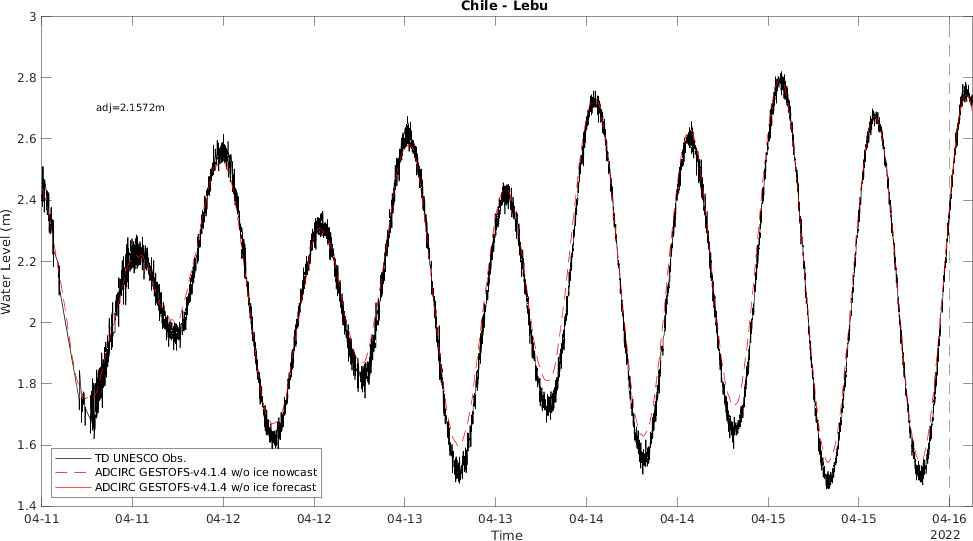 Chile - Lebu
3
2.8
2.6
2.4
2.2
2
1.8
1.6
1.4
Water Level (m)
adj=2.1572m
TD UNESCO Obs.
ADCIRC GESTOFS-v4.1.4 w/o ice nowcast
ADCIRC GESTOFS-v4.1.4 w/o ice forecast
04-11 04-11 04-12 04-12 04-13 04-13 04-14 04-14 04-15 04-15 04-16
Time
2022